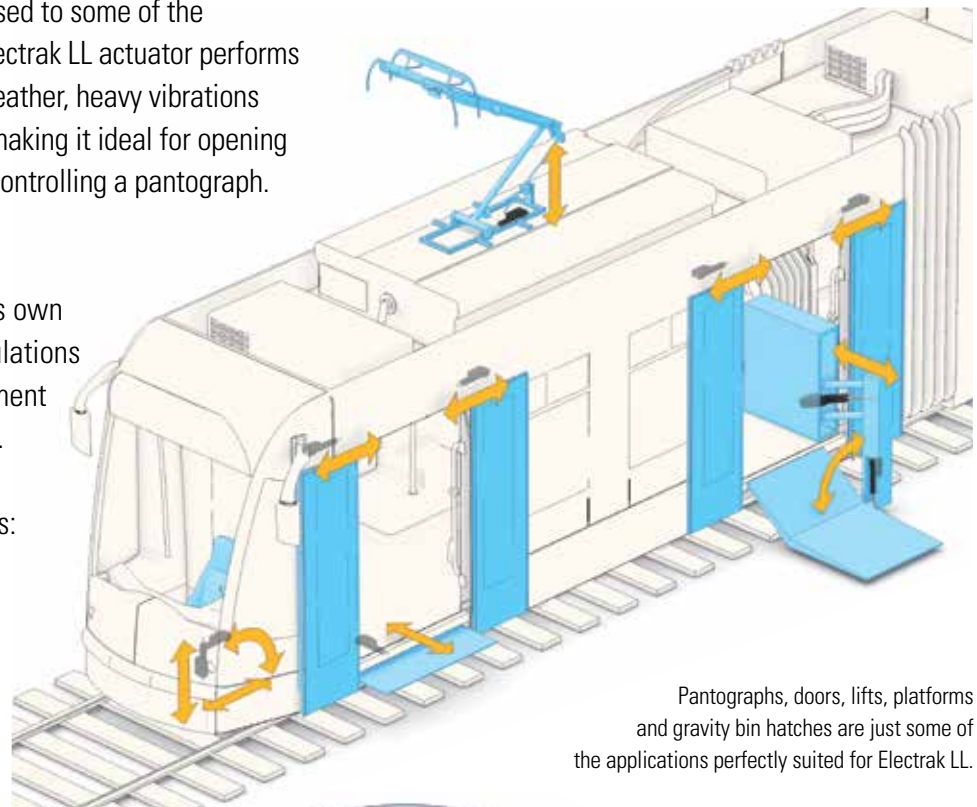 sed to some of the
ectrak LL actuator performs
eather, heavy vibrations
making it ideal for opening
ontrolling a pantograph.
s own
ulations
ment
s:
Pantographs, doors, lifts, platforms
and gravity bin hatches are just some of
the applications perfectly suited for Electrak LL.